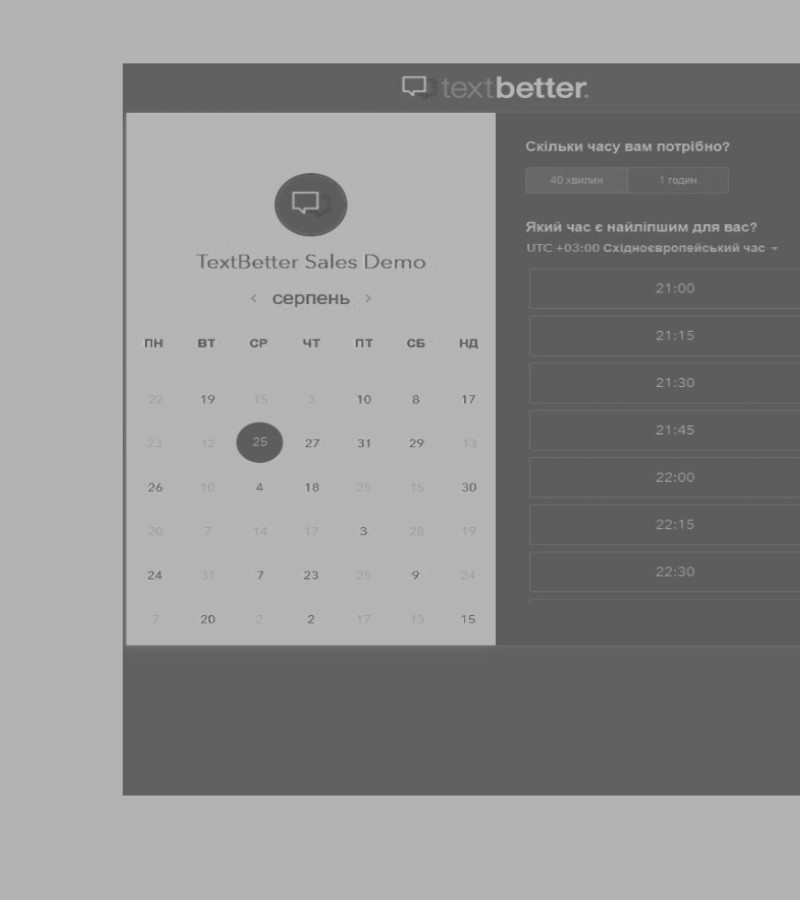 textbetter.
TextBetter Sales Demo
< серпень >
ПН ВТ СР ЧТ ПТ СБ НД
22 19 15 3 10 8 17
23 12 25 27 31 29 13
26 10 4 18 25 15 30
20 7 14 17 3 28 19
24 31 7 23 25 9 24
7 20 2 2 17 13 15
Скільки часу вам потрібно?
40 хвилин 1 годин
Який час є найліпшим для вас?
UTC +03:00 Східноєвропейський час
21:00
21:15
21:30
21:45
22:00
22:15
22:30